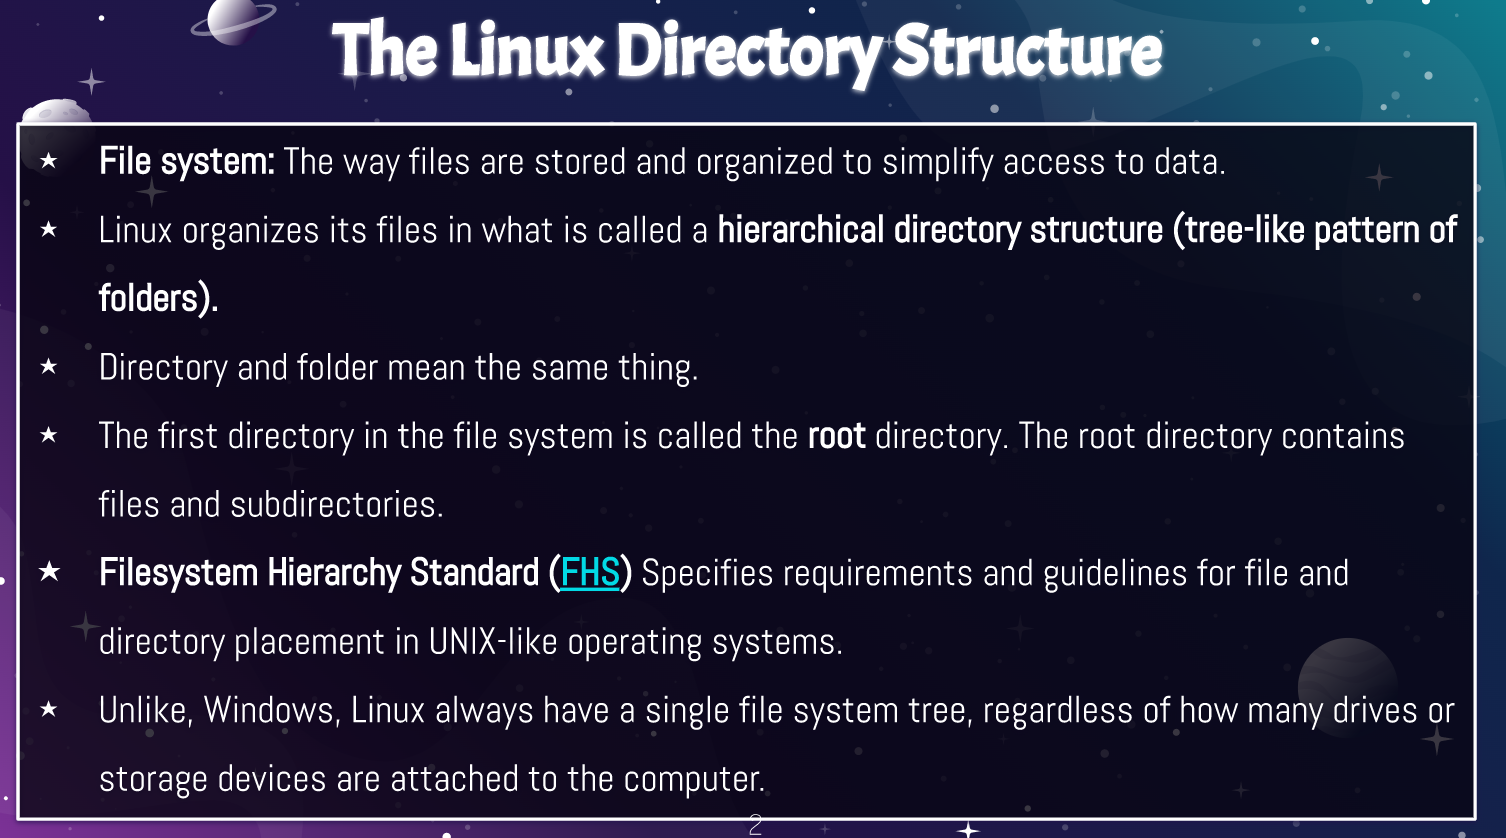 The Linux Directory Structure
★ File system: The way files are stored and organized to simplify access to data.
★ Linux organizes its files in what is called a hierarchical directory structure (tree-like pattern of
folders).
★ Directory and folder mean the same thing.
★ The first directory in the file system is called the root directory. The root directory contains
files and subdirectories.
★ Filesystem Hierarchy Standard (FHS) Specifies requirements and guidelines for file and
directory placement in UNIX-like operating systems.
★ Unlike, Windows, Linux always have a single file system tree, regardless of how many drives or
storage devices are attached to the computer.
2